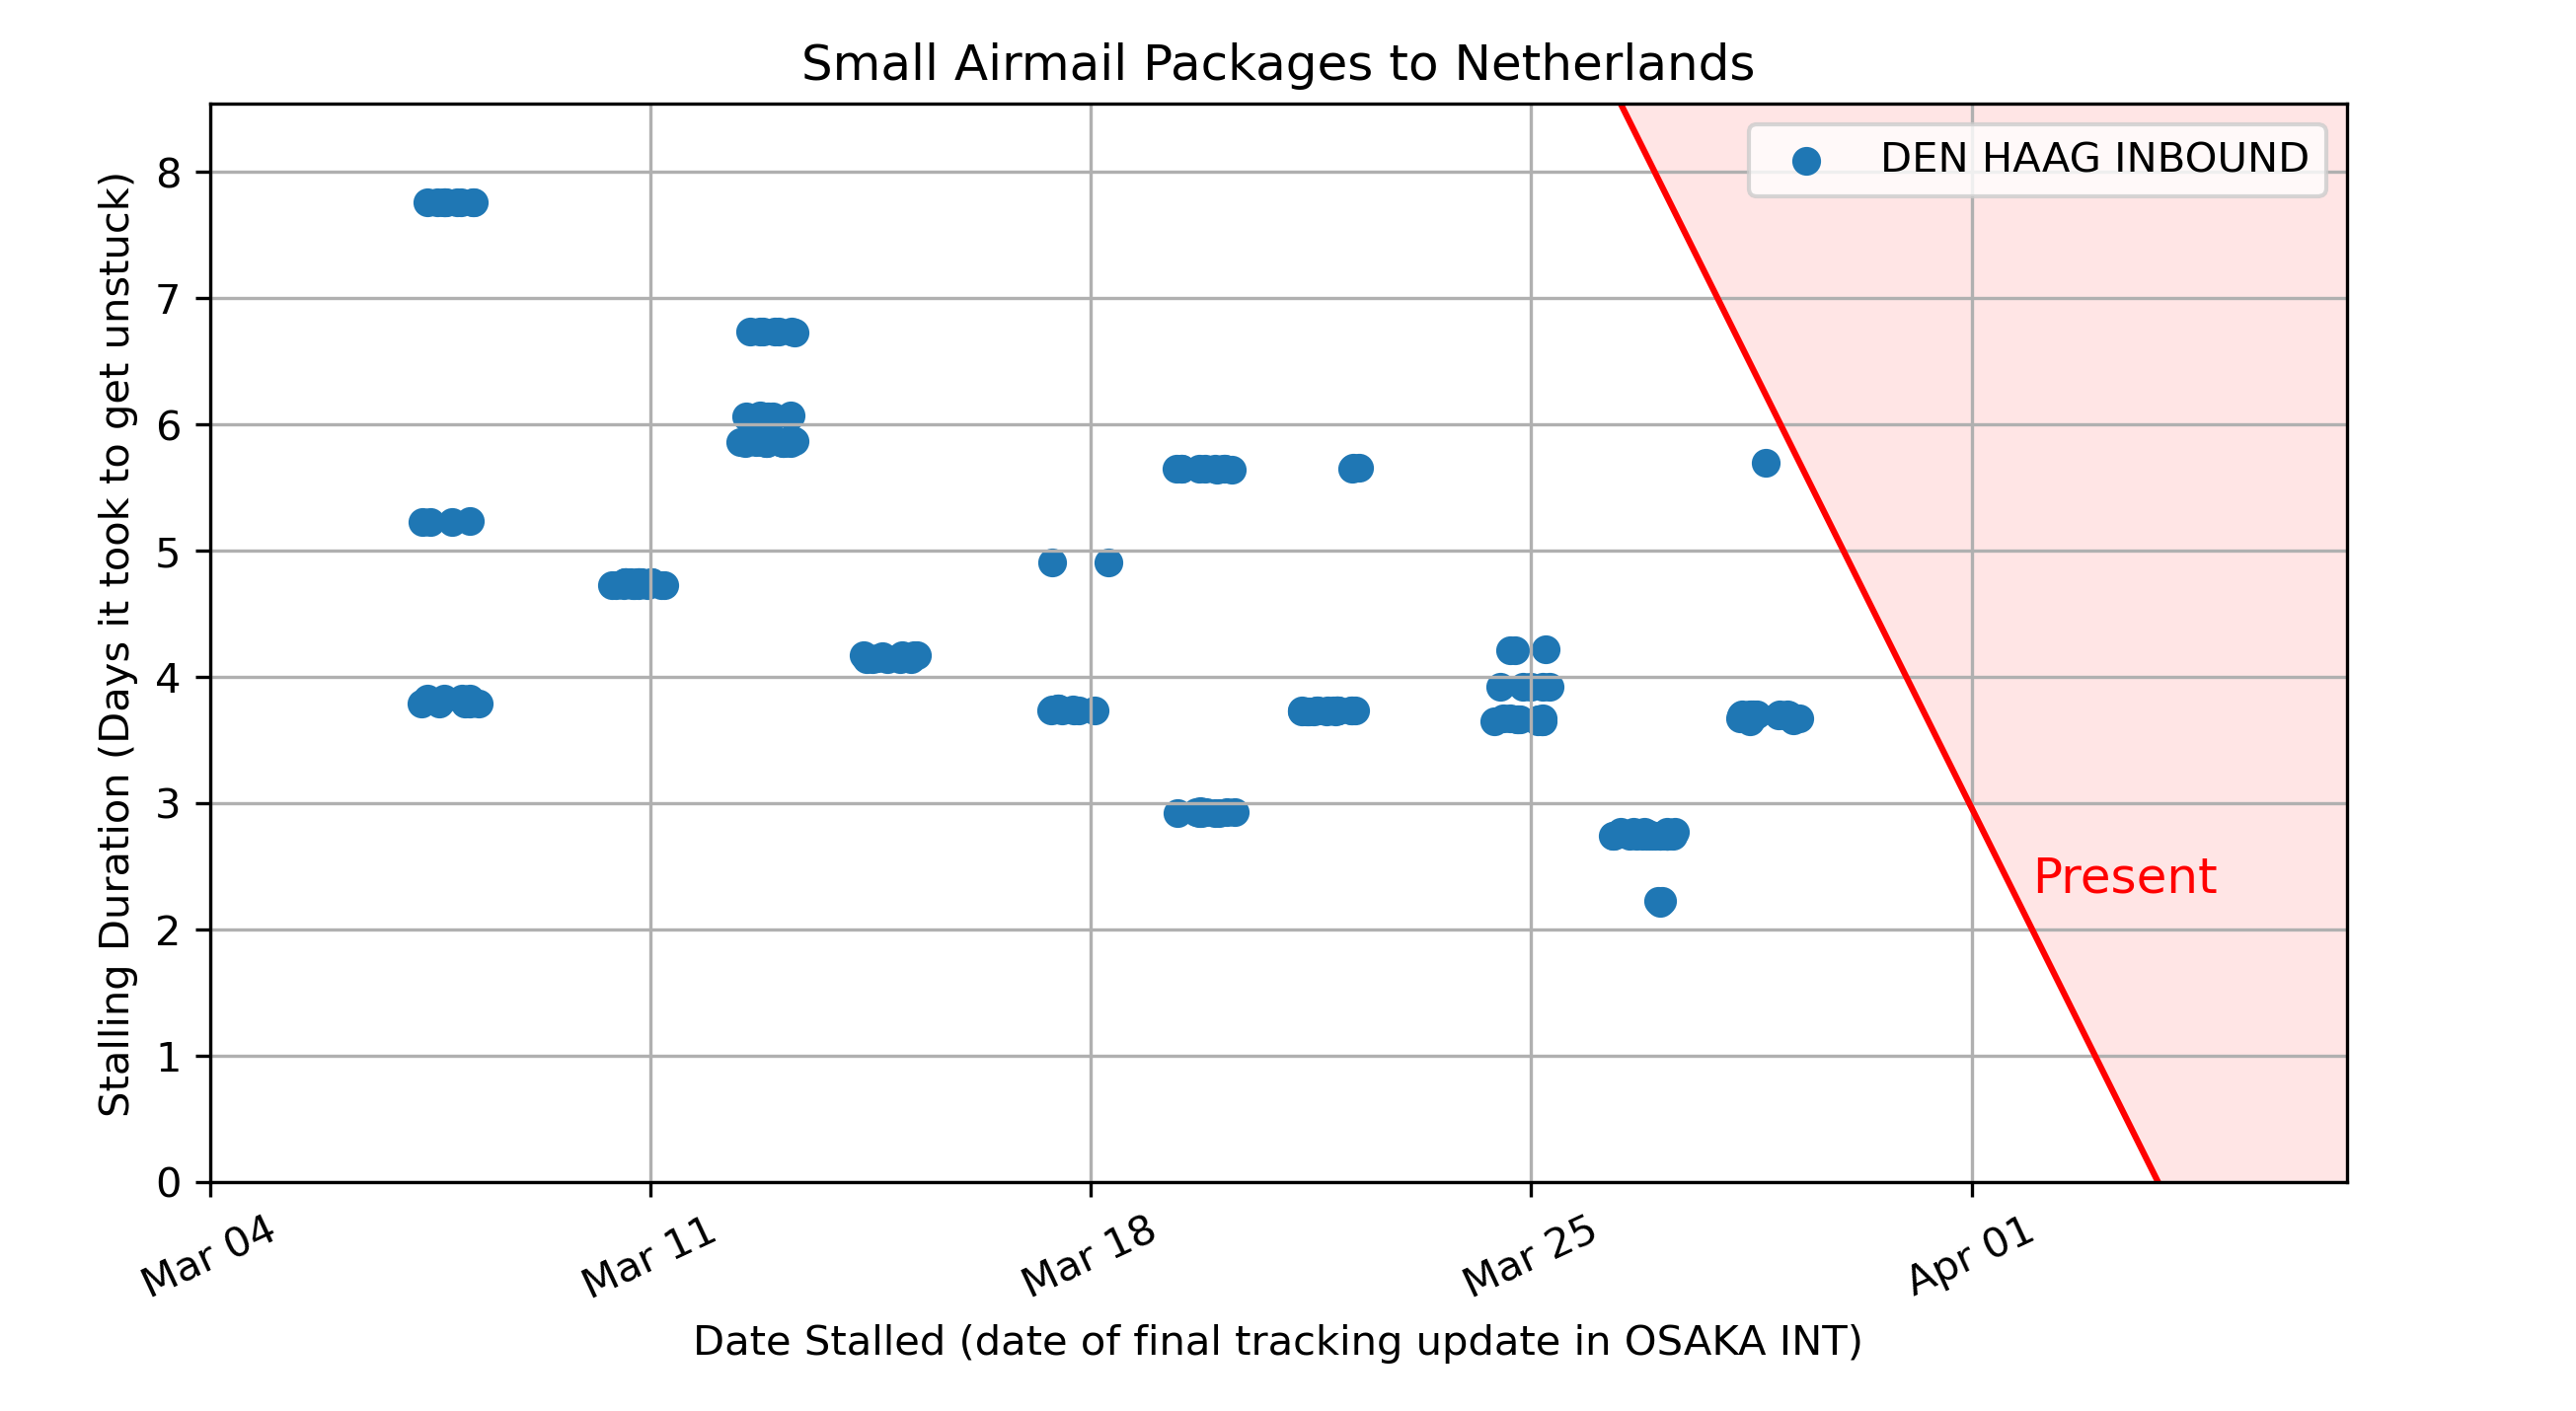 Small Airmail Packages to Netherlands
DEN HAAG INBOUND
Stalling Duration (Days it took to get unstuck)
8
7
6
5
4
3
2
1
0
Present
Mar 04
Mar 11
Mar 18
Mar 25
Apr 01
Date Stalled (date of final tracking update in OSAKA INT)